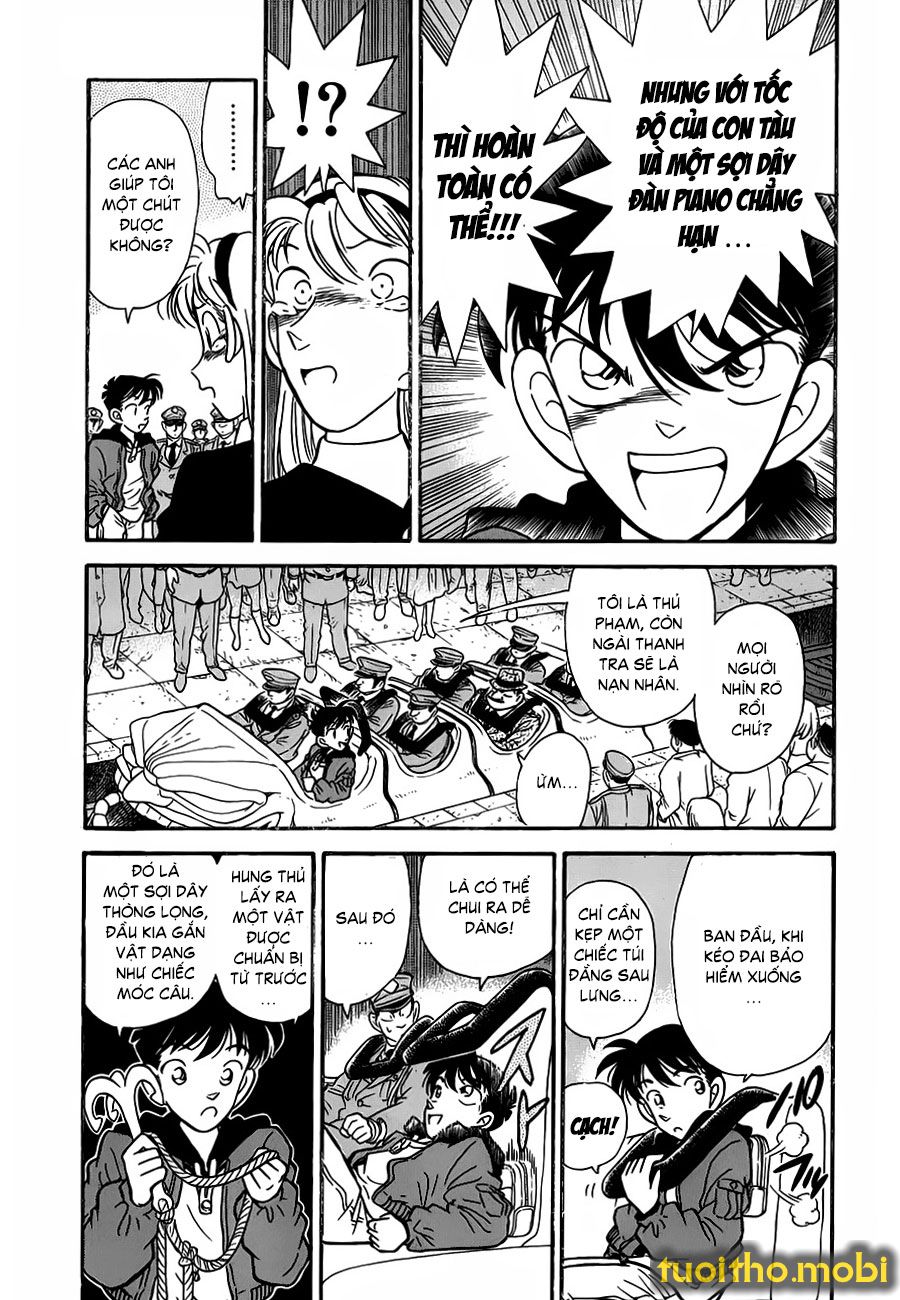 NHƯNG VỚI TỐC
ĐỘ CỦA CON TÀU
VÀ MỘT SỢI DÂY
ĐÀN PIANO CHẲNG
HẠN ...
THÌ HOÀN
TOÀN CÓ
THỂ!!!
!?
........
CÁC ANH
GIÚP TÔI
MỘT CHÚT
ĐƯỢC
KHÔNG?
MỌI
NGƯỜI
NHÌN RÕ
RỒI
CHỨ?
TÔI LÀ THỦ
PHẠM, CÒN
NGÀI THANH
TRA SẼ LÀ
NẠN NHÂN.
ỪM...
BAN ĐẦU, KHI
KÉO ĐAI BẢO
HIỂM XUỐNG
...
CHỈ CẦN
KẸP MỘT
CHIẾC TÚI
ĐẰNG SAU
LƯNG...
CẠCH!
LÀ CÓ THỂ
CHUI RA DỄ
DÀNG!
SAU ĐÓ
...
HUNG THỦ
LẤY RA
MỘT VẬT
ĐƯỢC
CHUẨN BỊ
TỪ TRƯỚC
...
ĐÓ LÀ
MỘT SỢI DÂY
THÒNG LỌNG,
ĐẦU KIA GẮN
VẬT DẠNG
NHƯ CHIẾC
MÓC CÂU.
tuoitho.mobi